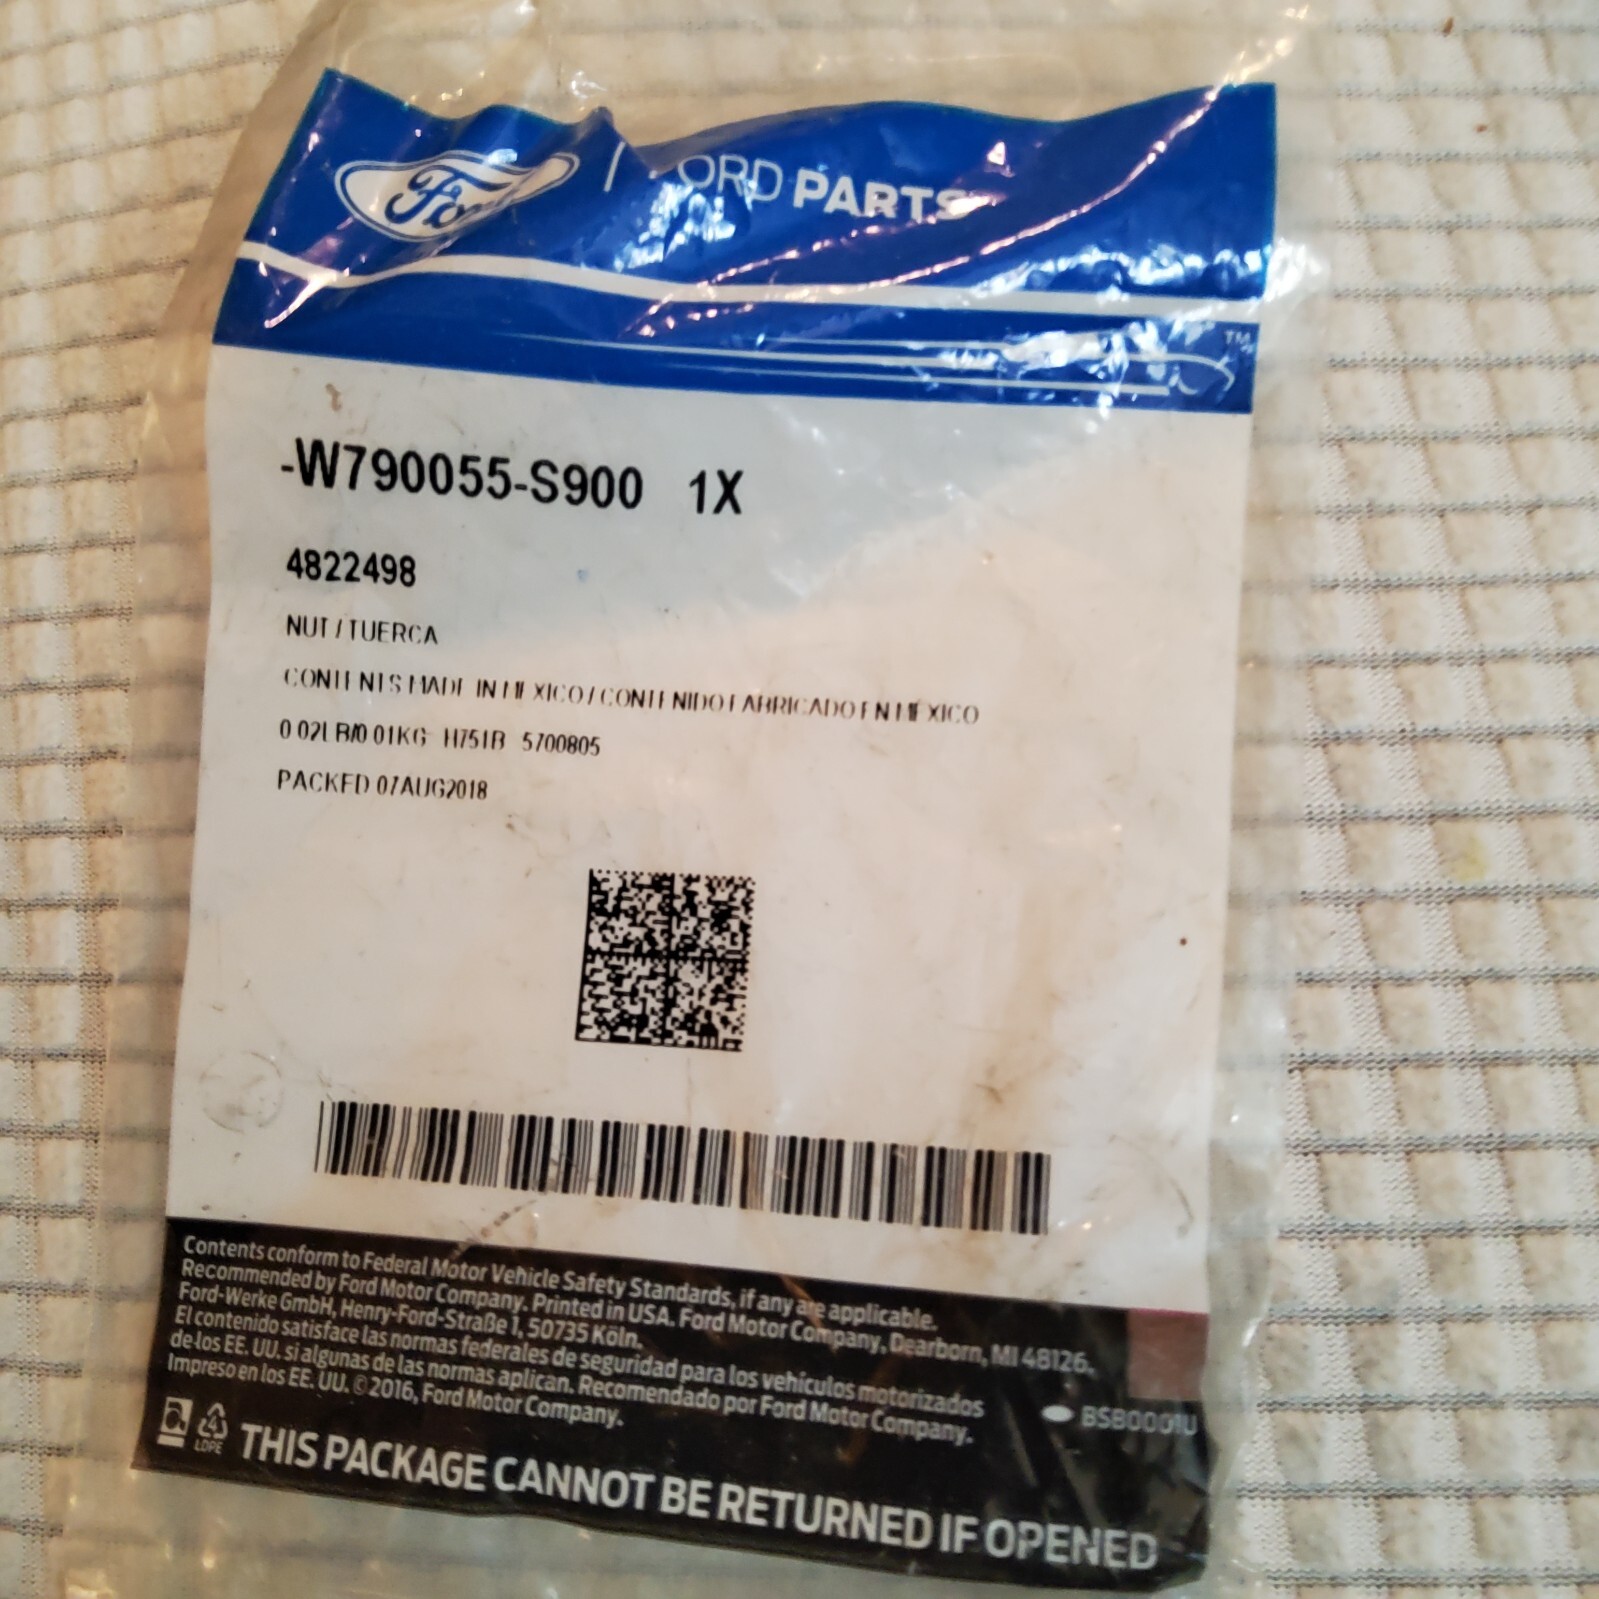 Ford
FORD PARTS
TM
-W790055-S900 1X
4822498
NUT / TUERCA
CONTENTS MADE IN MEXICO / CONTENIDO FABRICADO EN MÉXICO
0.02LB/0.01KG H751B 5700805
PACKED 07AUG2018
Contents conform to Federal Motor Vehicle Safety Standards, if any are applicable.
Recommended by Ford Motor Company. Printed in USA. Ford Motor Company, Dearborn, MI 48126.
Ford-Werke GmbH, Henry-Ford-Straße 1, 50735 Köln.
El contenido satisface las normas federales de seguridad para los vehículos motorizados
de los EE. UU. si algunas de las normas aplican. Recomendado por Ford Motor Company.
Impreso en los EE. UU. © 2016, Ford Motor Company.
BSB0001U
4
LDPE
THIS PACKAGE CANNOT BE RETURNED IF OPENED